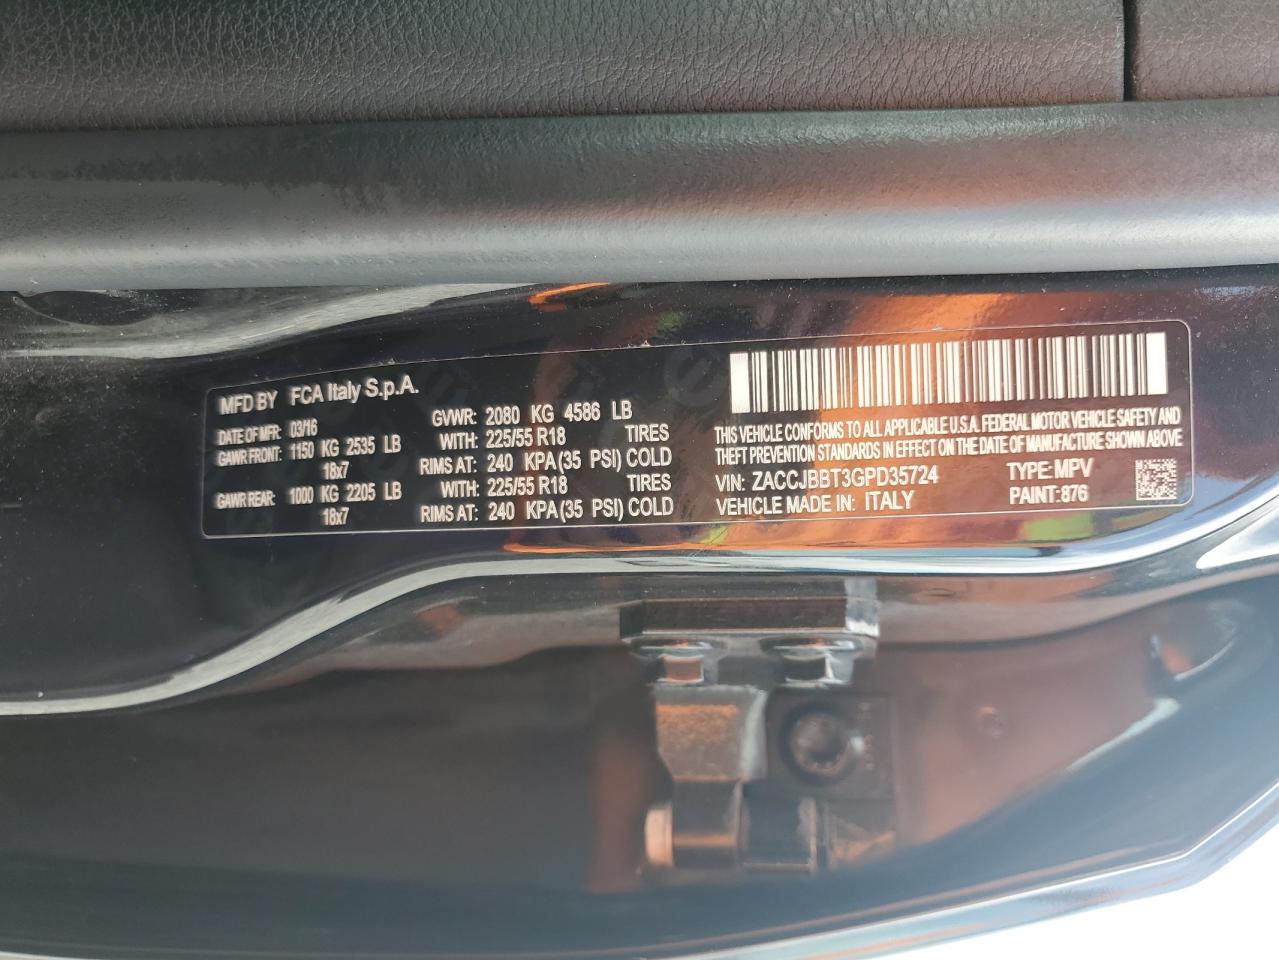 MFD BY FCA Italy S.p.A.
DATE OF MFR: 03/16 GVWR: 2080 KG 4586 LB
GAWR FRONT: 1150 KG 2535 LB WITH: 225/55 R18 TIRES
18x7 RIMS AT: 240 KPA(35 PSI) COLD
GAWR REAR: 1000 KG 2205 LB WITH: 225/55 R18 TIRES
18x7 RIMS AT: 240 KPA(35 PSI) COLD
THIS VEHICLE CONFORMS TO ALL APPLICABLE U.S.A. FEDERAL MOTOR VEHICLE SAFETY AND
THEFT PREVENTION STANDARDS IN EFFECT ON THE DATE OF MANUFACTURE SHOWN ABOVE
VIN: ZACCJBBT3GPD35724 TYPE: MPV
VEHICLE MADE IN: ITALY PAINT:876